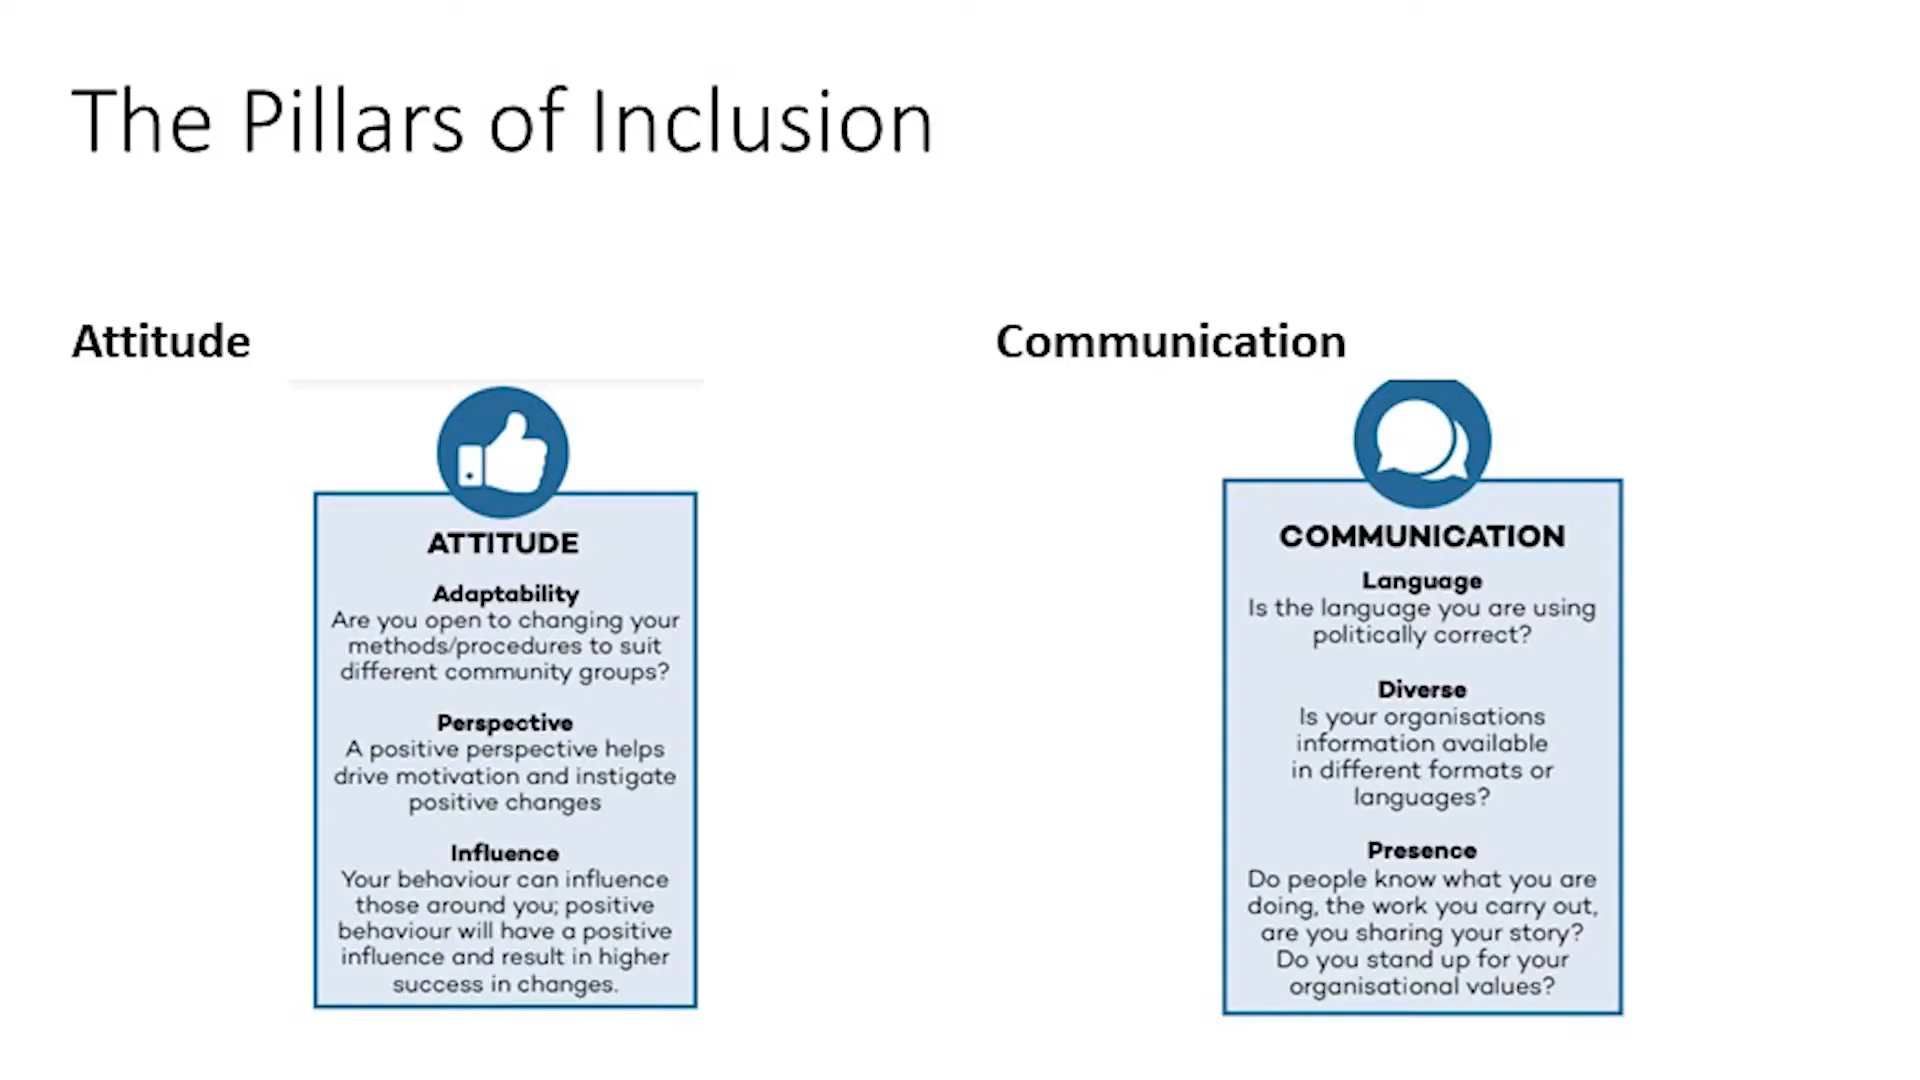 The Pillars of Inclusion
Attitude
ATTITUDE
Adaptability
Are you open to changing your
methods/procedures to suit
different community groups?
Perspective
A positive perspective helps
drive motivation and instigate
positive changes
Influence
Your behaviour can influence
those around you; positive
behaviour will have a positive
influence and result in higher
success in changes.
Communication
COMMUNICATION
Language
Is the language you are using
politically correct?
Diverse
Is your organisations
information available
in different formats or
languages?
Presence
Do people know what you are
doing, the work you carry out,
are you sharing your story?
Do you stand up for your
organisational values?